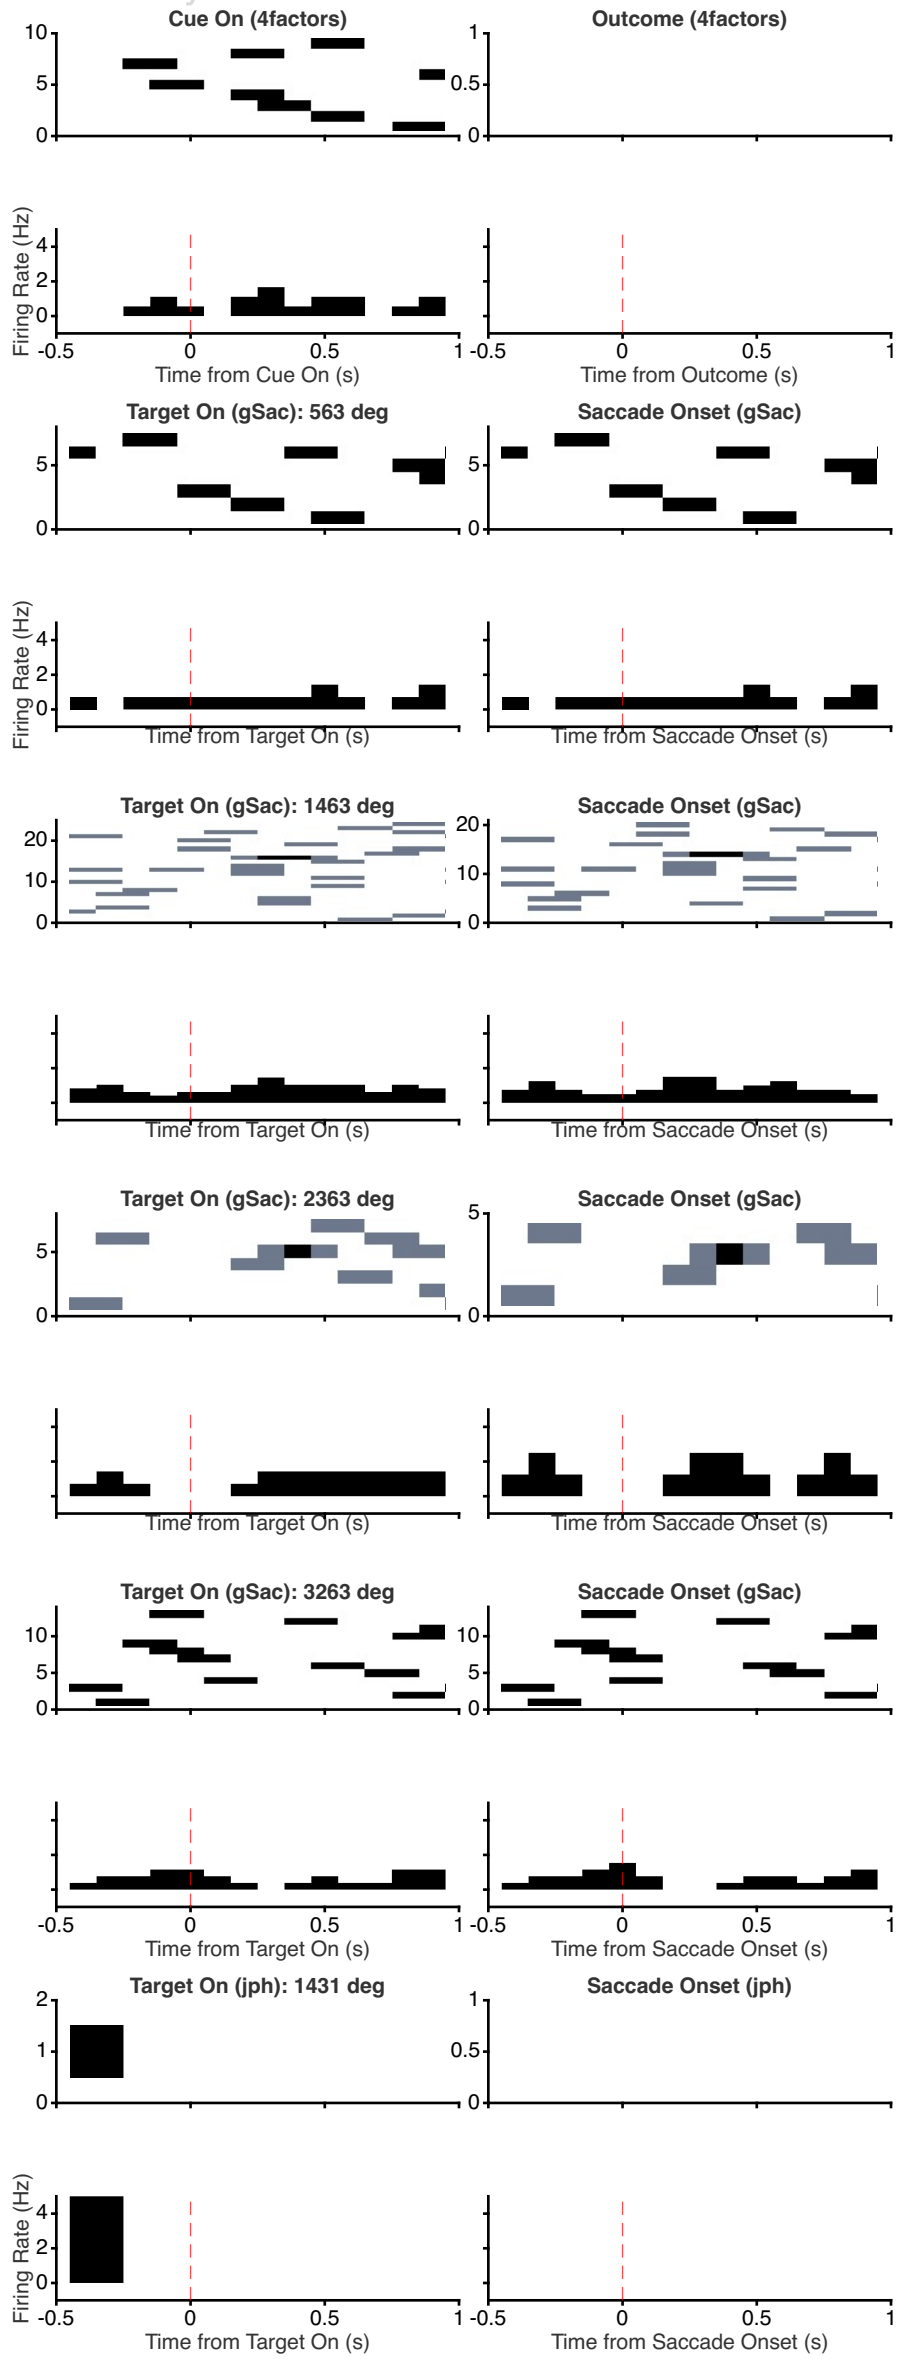 Cue On (4factors) Outcome (4factors)
10 1
5 0.5
0 0
Firing Rate (Hz)
4
2
0
-0.5 0 0.5 1 -0.5 0 0.5 1
Time from Cue On (s) Time from Outcome (s)
Target On (gSac): 563 deg Saccade Onset (gSac)
5 5
0 0
Firing Rate (Hz)
4
2
0
Time from Target On (s) Time from Saccade Onset (s)
Target On (gSac): 1463 deg Saccade Onset (gSac)
20 20
10 10
0 0
Time from Target On (s) Time from Saccade Onset (s)
Target On (gSac): 2363 deg Saccade Onset (gSac)
5 5
0 0
Time from Target On (s) Time from Saccade Onset (s)
Target On (gSac): 3263 deg Saccade Onset (gSac)
10 10
5 5
0 0
-0.5 0 0.5 1 -0.5 0 0.5 1
Time from Target On (s) Time from Saccade Onset (s)
Target On (jph): 1431 deg Saccade Onset (jph)
2 1
1 0.5
0 0
Firing Rate (Hz)
4
2
0
-0.5 0 0.5 1 -0.5 0 0.5 1
Time from Target On (s) Time from Saccade Onset (s)